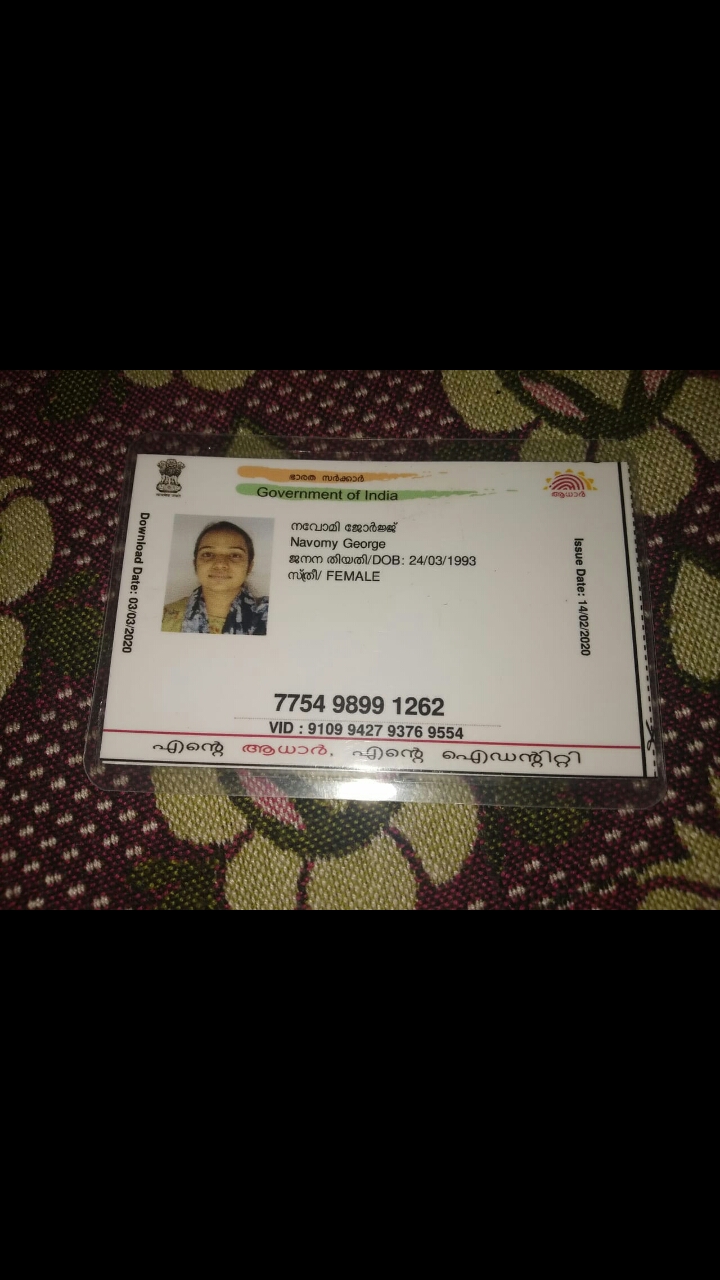 ഭാരത സർക്കാർ
Government of India
ആധാർ
Download Date: 03/03/2020
നവോമി ജോർജ്ജ്
Navomy George
ജനന തിയതി/DOB: 24/03/1993
സ്ത്രീ/ FEMALE
Issue Date: 14/02/2020
7754 9899 1262
VID : 9109 9427 9376 9554
എന്റെ ആധാർ, എന്റെ ഐഡന്റിറ്റി